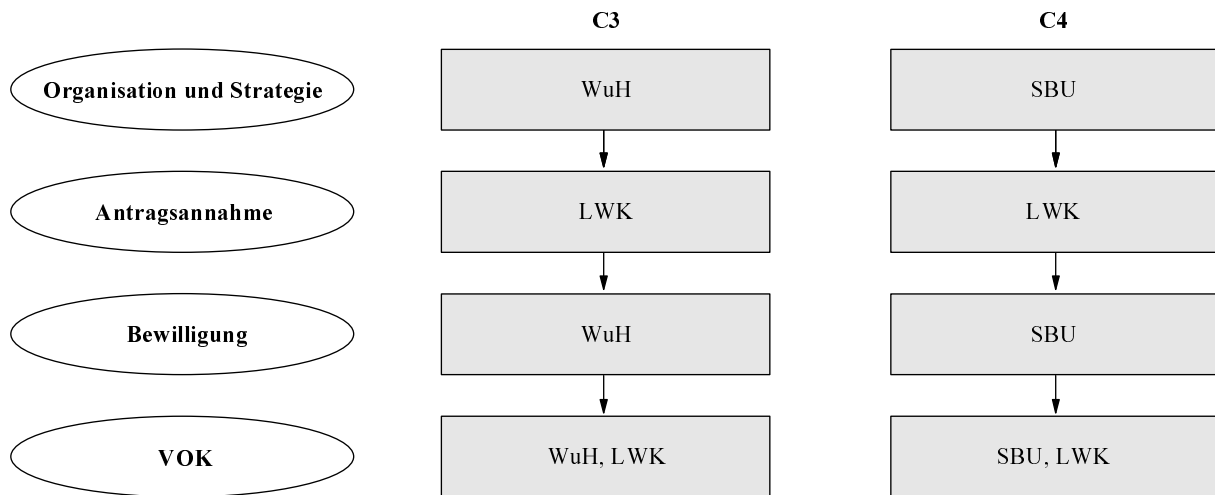 C3
C4
Organisation und Strategie
WuH
SBU
Antragsannahme
LWK
LWK
Bewilligung
WuH
SBU
VOK
WuH, LWK
SBU, LWK